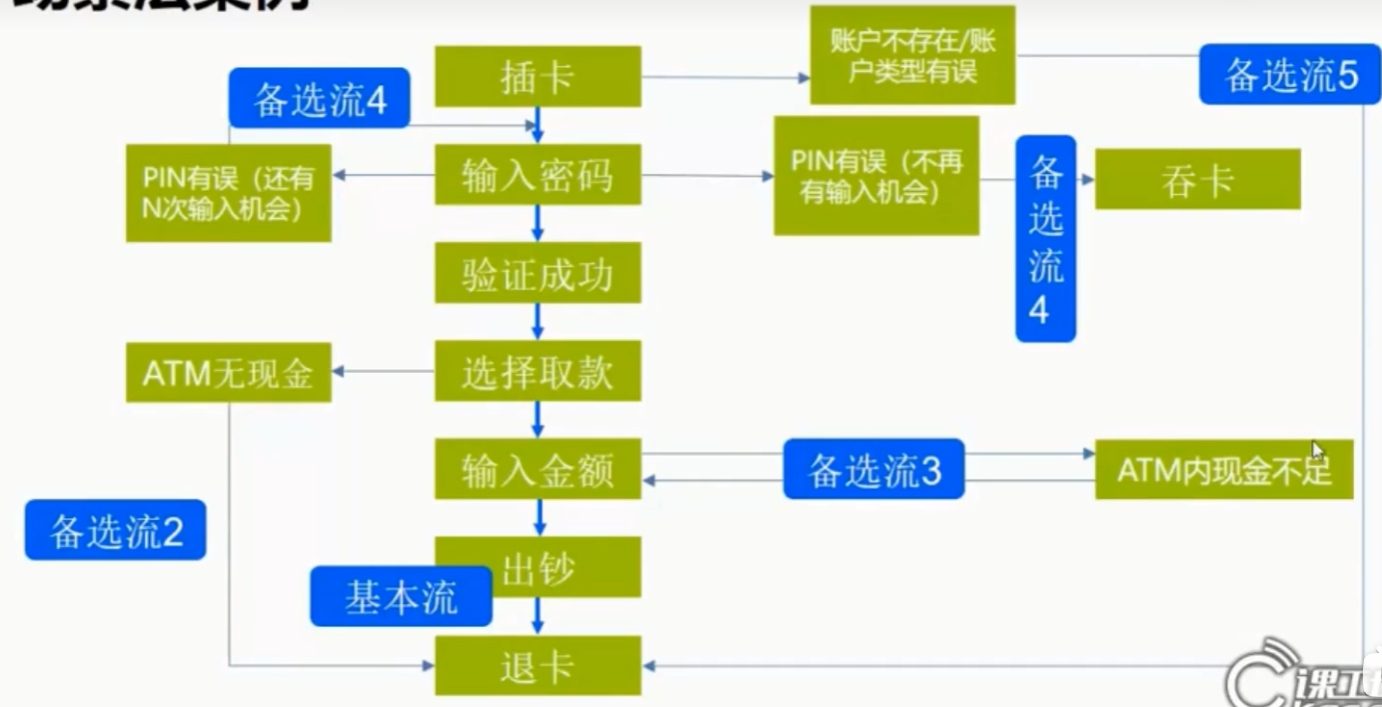 场景法案例
插卡
账户不存在/账
户类型有误
备选流5
备选流4
PIN有误（还有
N次输入机会）
输入密码
PIN有误（不再
有输入机会）
备
选
流
4
吞卡
验证成功
ATM无现金
选择取款
输入金额
备选流3
ATM内现金不足
备选流2
出钞
基本流
退卡
课工